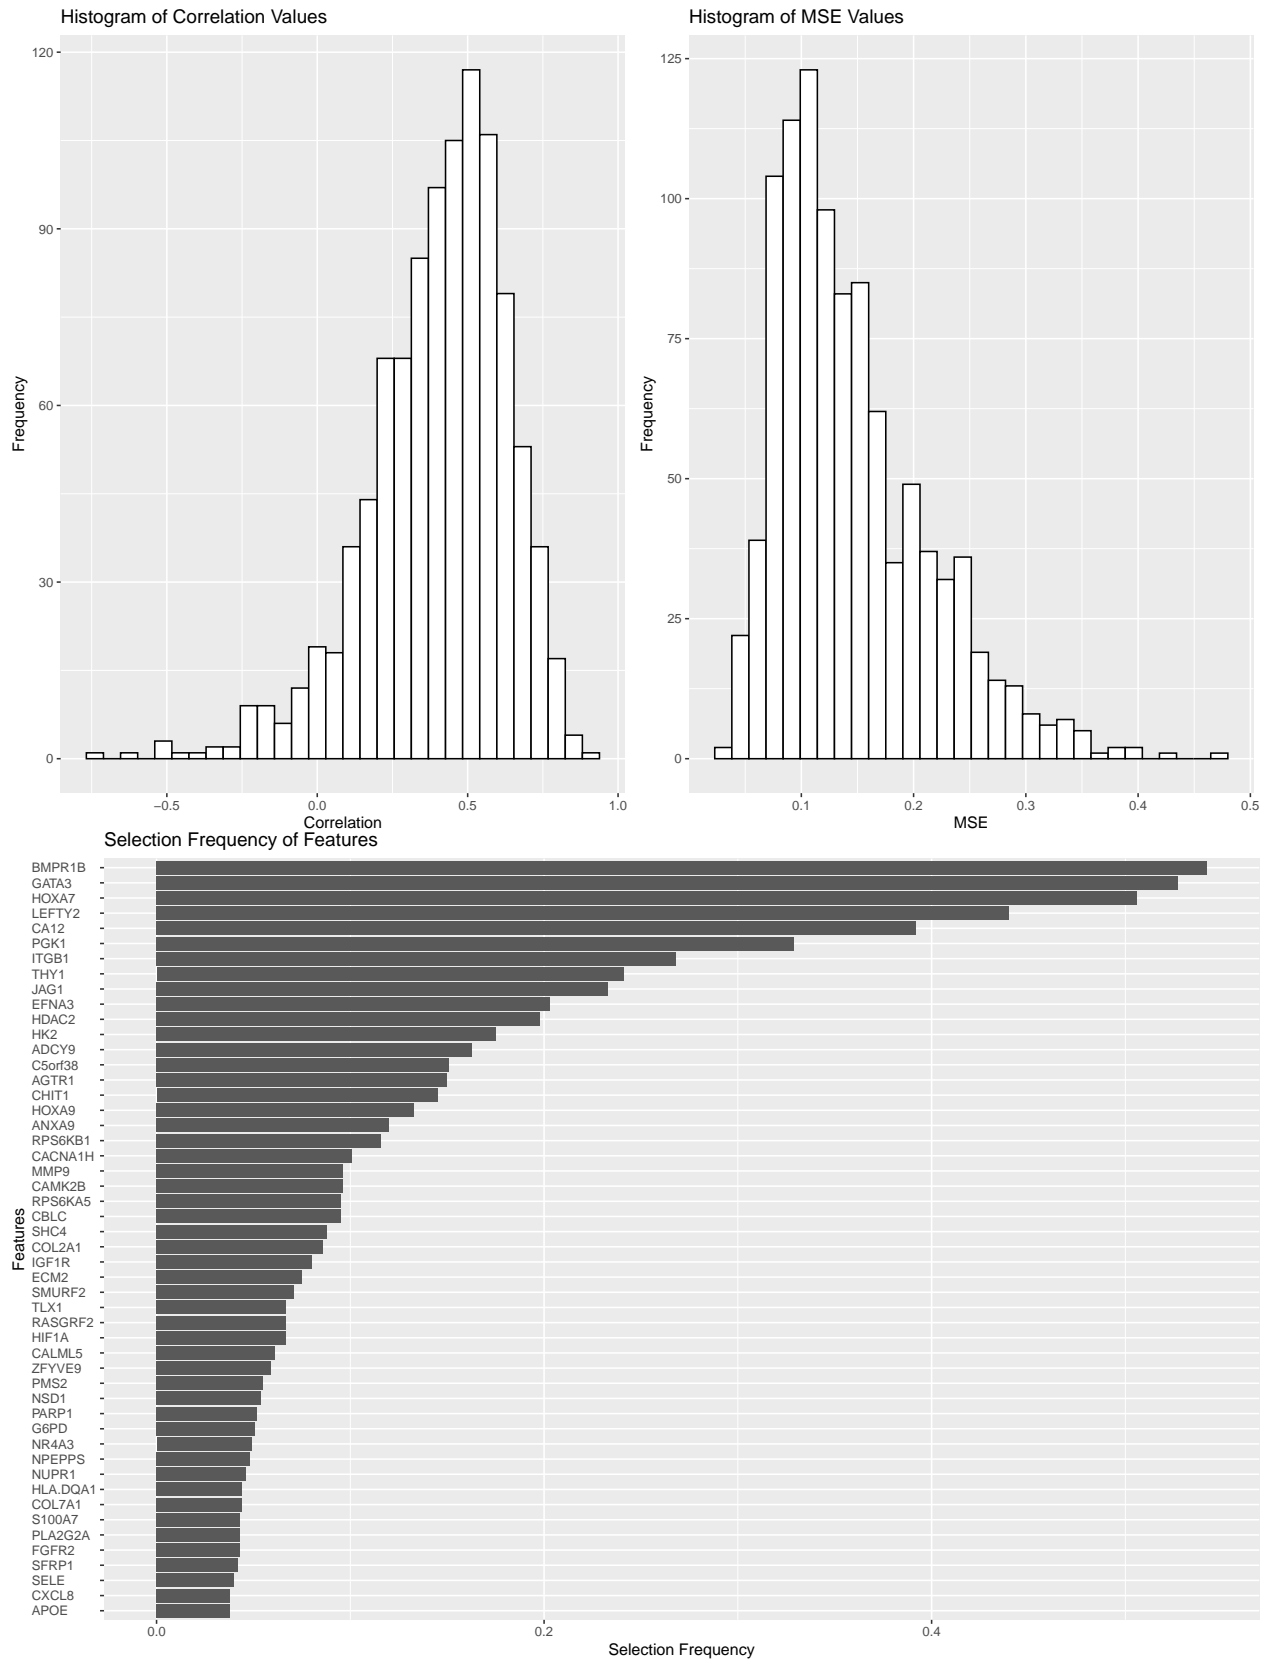 Histogram of Correlation Values
120
90
60
30
0
Frequency
−0.5
0.0
0.5
1.0
Correlation
Histogram of MSE Values
125
100
75
50
25
0
Frequency
0.1
0.2
0.3
0.4
0.5
MSE
Selection Frequency of Features
BMPR1B
GATA3
HOXA7
LEFTY2
CA12
PGK1
ITGB1
THY1
JAG1
EFNA3
HDAC2
HK2
ADCY9
C5orf38
AGTR1
CHIT1
HOXA9
ANXA9
RPS6KB1
CACNA1H
MMP9
CAMK2B
RPS6KA5
CBLC
SHC4
COL2A1
IGF1R
ECM2
SMURF2
TLX1
RASGRF2
HIF1A
CALML5
ZFYVE9
PMS2
NSD1
PARP1
G6PD
NR4A3
NPEPPS
NUPR1
HLA.DQA1
COL7A1
S100A7
PLA2G2A
FGFR2
SFRP1
SELE
CXCL8
APOE
Features
0.0
0.2
0.4
Selection Frequency